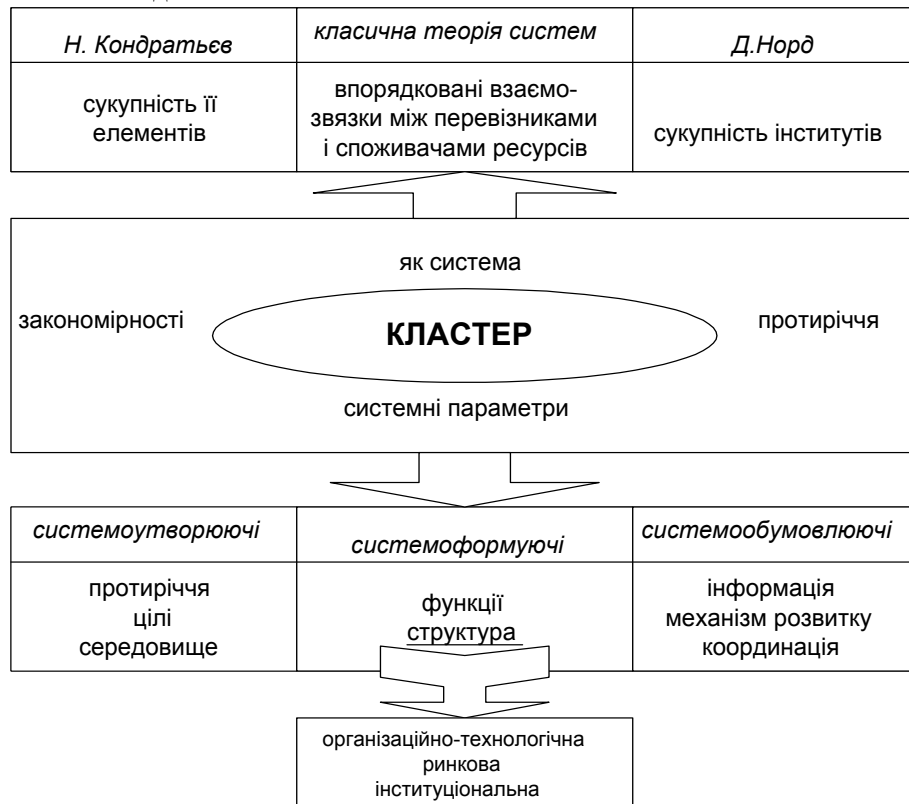 Н. Кондратьєв
класична теорія систем
Д.Норд
сукупність її
елементів
впорядковані взаємо-
звязки між перевізниками
і споживачами ресурсів
сукупність інститутів
як система
закономірності
КЛАСТЕР
протиріччя
системні параметри
системоутворюючі
системоформуючі
системообумовлюючі
протиріччя
цілі
середовище
функції
структура
інформація
механізм розвитку
координація
організаційно-технологічна
ринкова
інституціональна